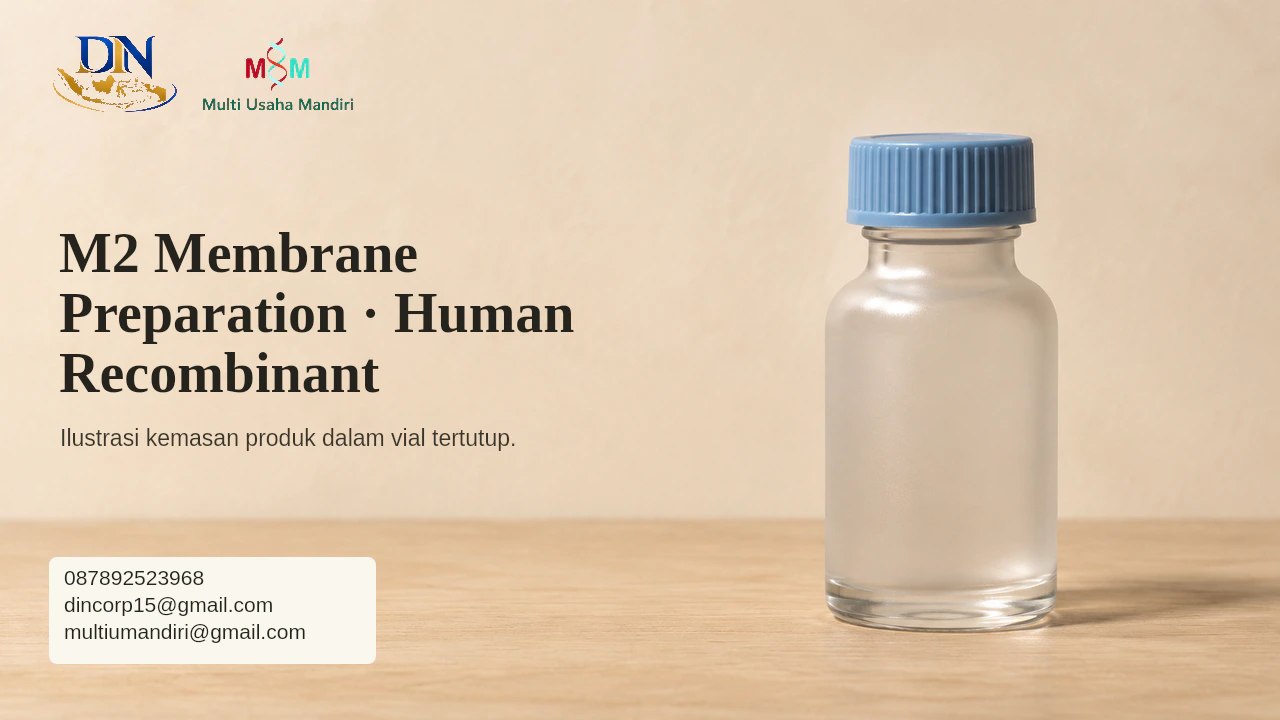 DIN
MSM
Multi Usaha Mandiri
M2 Membrane
Preparation · Human
Recombinant
Ilustrasi kemasan produk dalam vial tertutup.
087892523968
dincorp15@gmail.com
multiumandiri@gmail.com